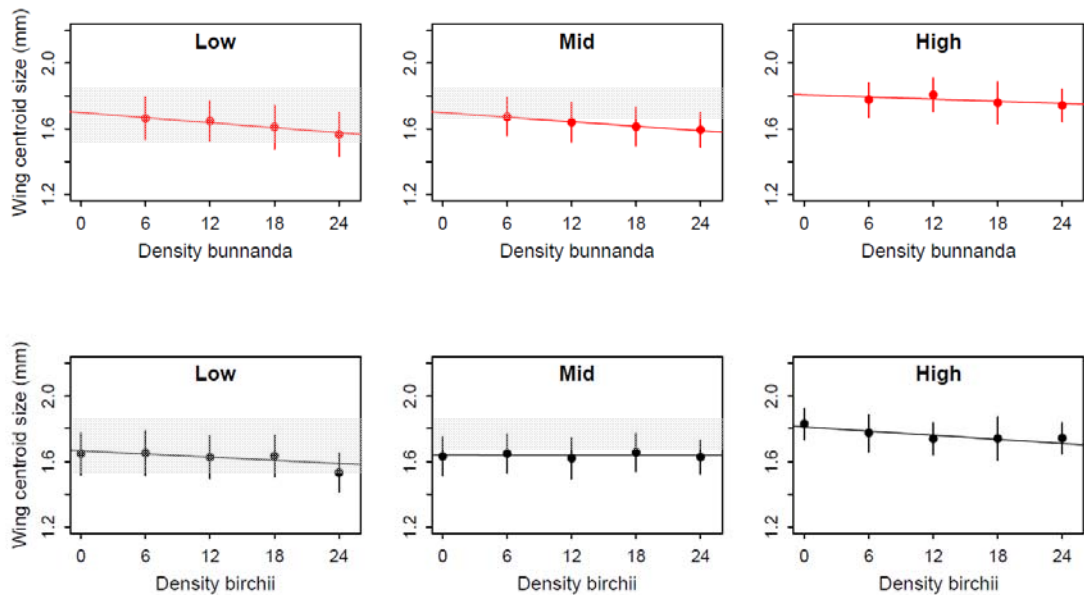 Low Mid High
Wing centroid size (mm)
2.0
1.6
1.2
0 6 12 18 24 0 6 12 18 24 0 6 12 18 24
2.0
1.6
1.2
2.0
1.6
1.2
Density bunnanda Density bunnanda Density bunnanda
Low Mid High
Wing centroid size (mm)
2.0
1.6
1.2
0 6 12 18 24 0 6 12 18 24 0 6 12 18 24
2.0
1.6
1.2
2.0
1.6
1.2
Density birchii Density birchii Density birchii